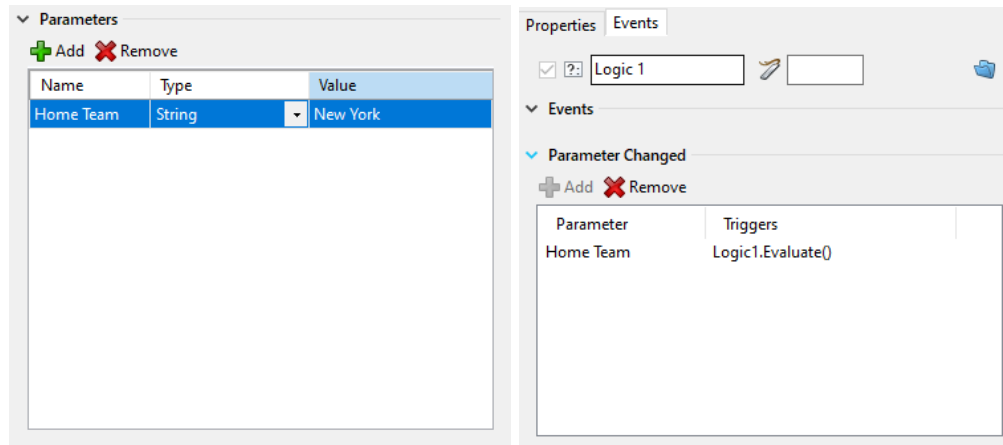 Parameters
Add Remove
Name Type Value
Home Team String New York
Properties Events
?: Logic 1
Events
Parameter Changed
Add Remove
Parameter Triggers
Home Team Logic1.Evaluate()